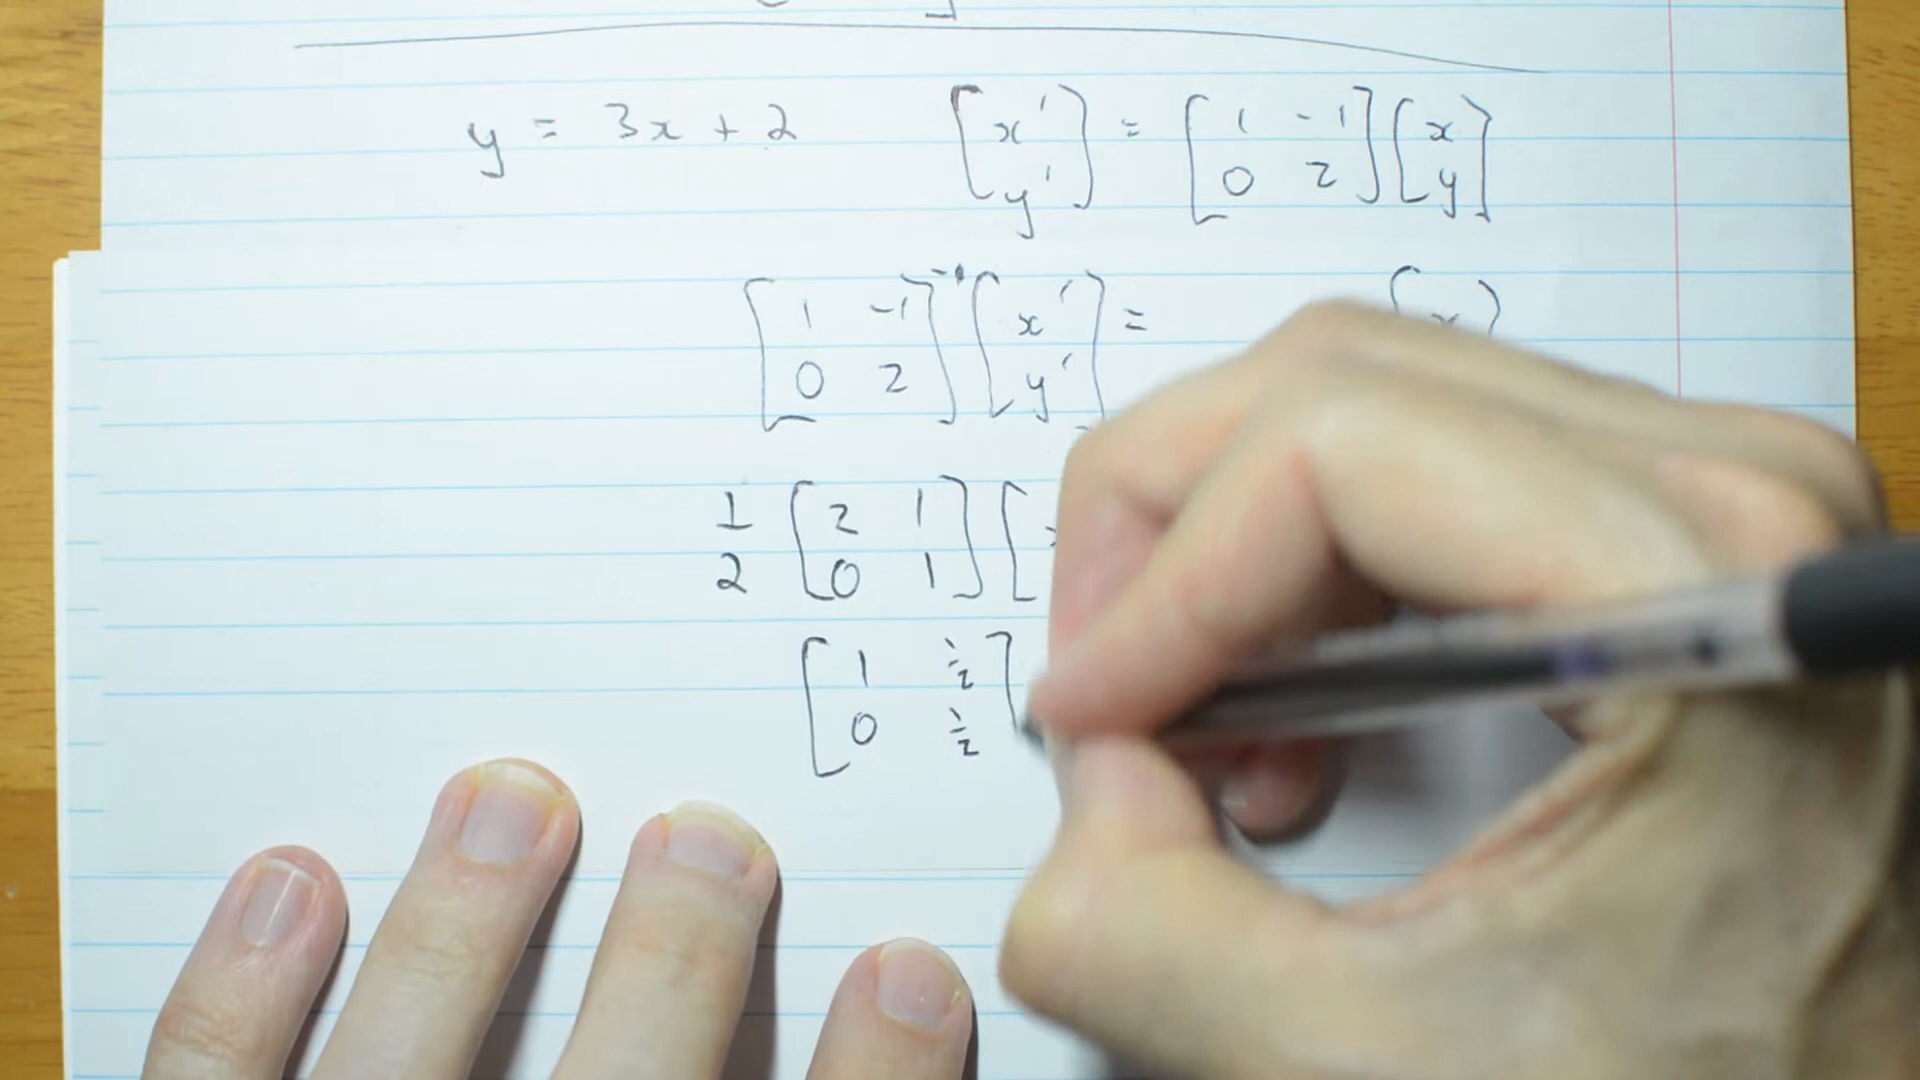 y = 3x + 2 [x' y'] = [1 -1 0 2] [x y]
[1 -1 0 2]⁻¹ [x' y'] = [x
1/2 [2 1 0 1] [
[1 1/2 0 1/2]